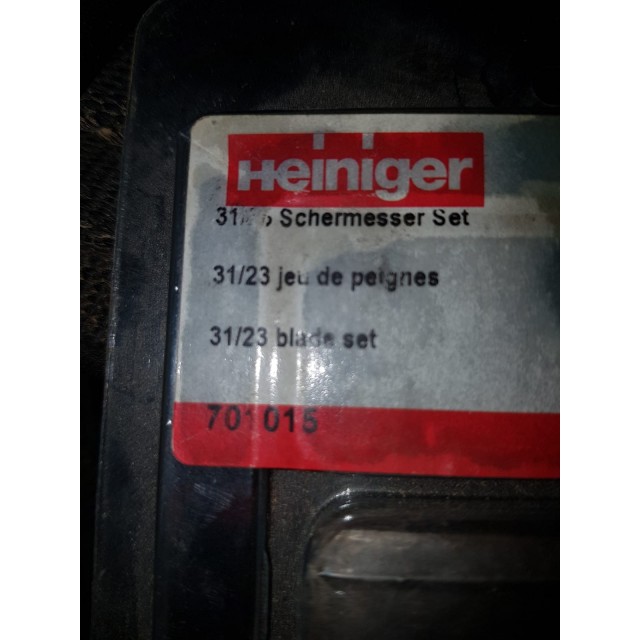 Heiniger
Schermesser Set
31/23 jeu de peignes
31/23 blade set
701015